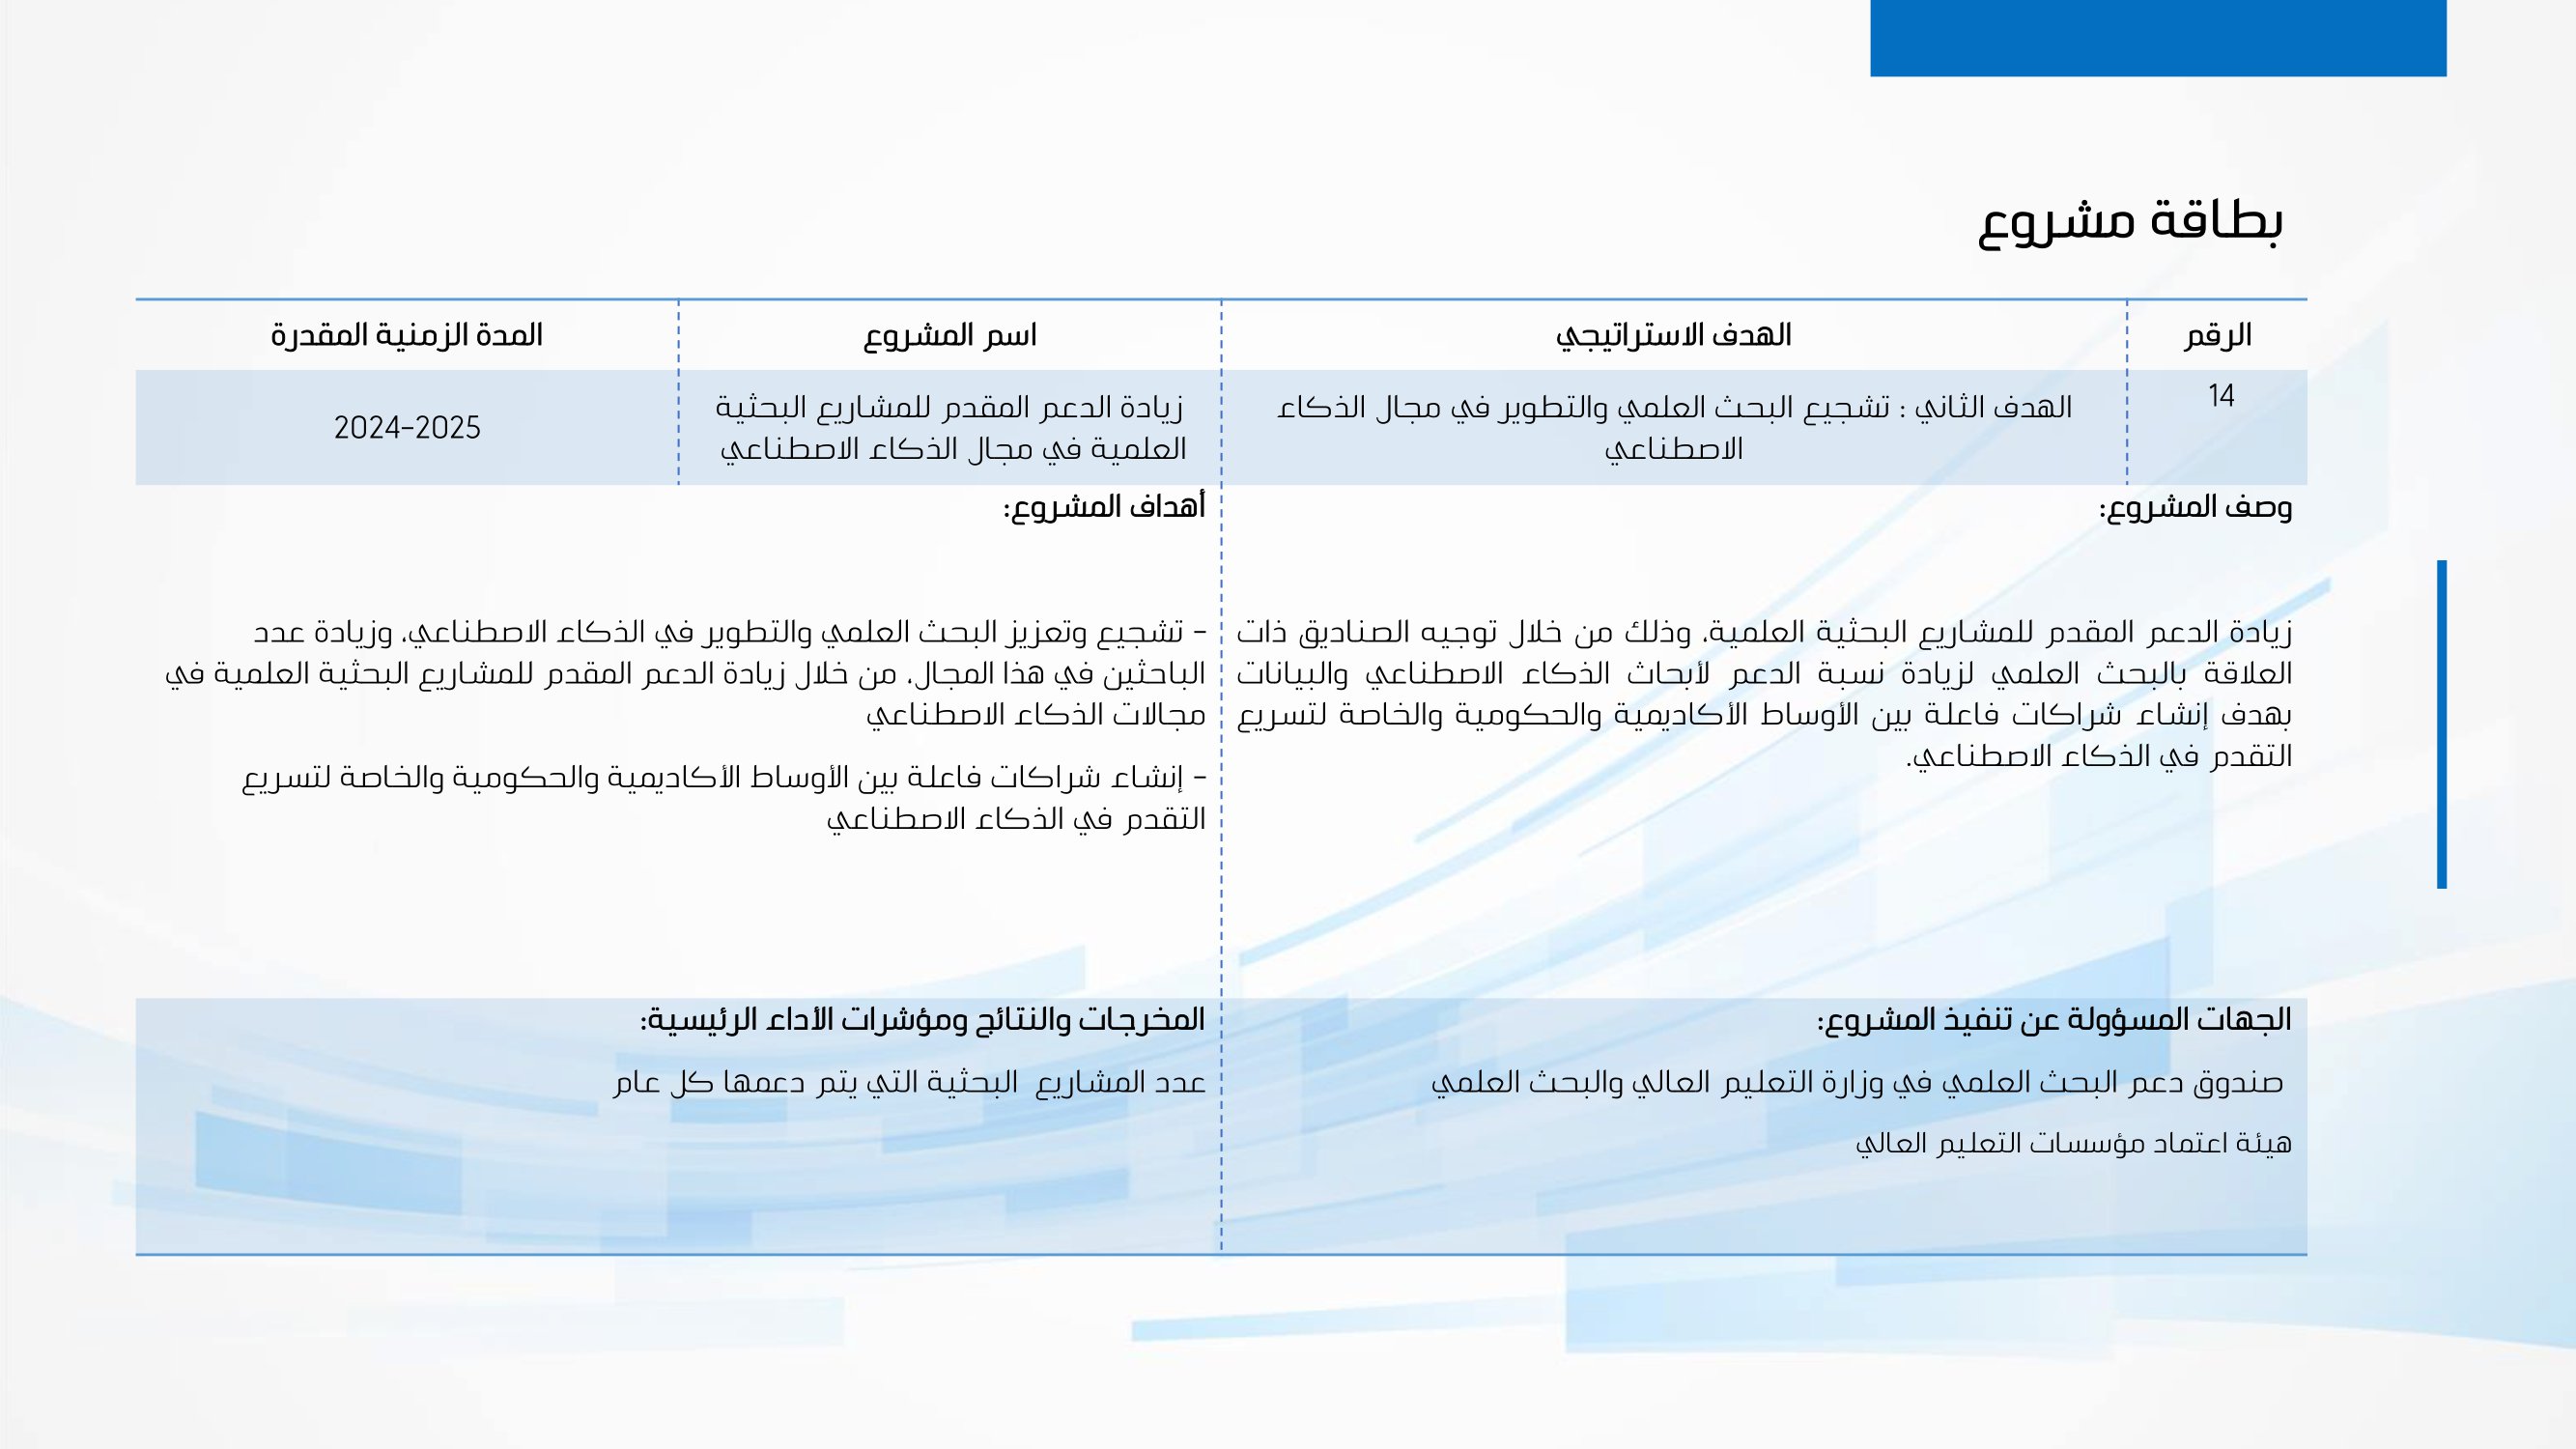 بطاقة مشروع
الرقم
الهدف الاستراتيجي
اسم المشروع
المدة الزمنية المقدرة
14
الهدف الثاني : تشجيع البحث العلمي والتطوير في مجال الذكاء
الاصطناعي
زيادة الدعم المقدم للمشاريع البحثية
العلمية في مجال الذكاء الاصطناعي
2024-2025
وصف المشروع:
زيادة الدعم المقدم للمشاريع البحثية العلمية، وذلك من خلال توجيه الصناديق ذات
العلاقة بالبحث العلمي لزيادة نسبة الدعم لأبحاث الذكاء الاصطناعي والبيانات
بهدف إنشاء شراكات فاعلة بين الأوساط الأكاديمية والحكومية والخاصة لتسريع
التقدم في الذكاء الاصطناعي.
أهداف المشروع:
- تشجيع وتعزيز البحث العلمي والتطوير في الذكاء الاصطناعي، وزيادة عدد
الباحثين في هذا المجال، من خلال زيادة الدعم المقدم للمشاريع البحثية العلمية في
مجالات الذكاء الاصطناعي
- إنشاء شراكات فاعلة بين الأوساط الأكاديمية والحكومية والخاصة لتسريع
التقدم في الذكاء الاصطناعي
الجهات المسؤولة عن تنفيذ المشروع:
صندوق دعم البحث العلمي في وزارة التعليم العالي والبحث العلمي
هيئة اعتماد مؤسسات التعليم العالي
المخرجات والنتائج ومؤشرات الأداء الرئيسية:
عدد المشاريع البحثية التي يتم دعمها كل عام